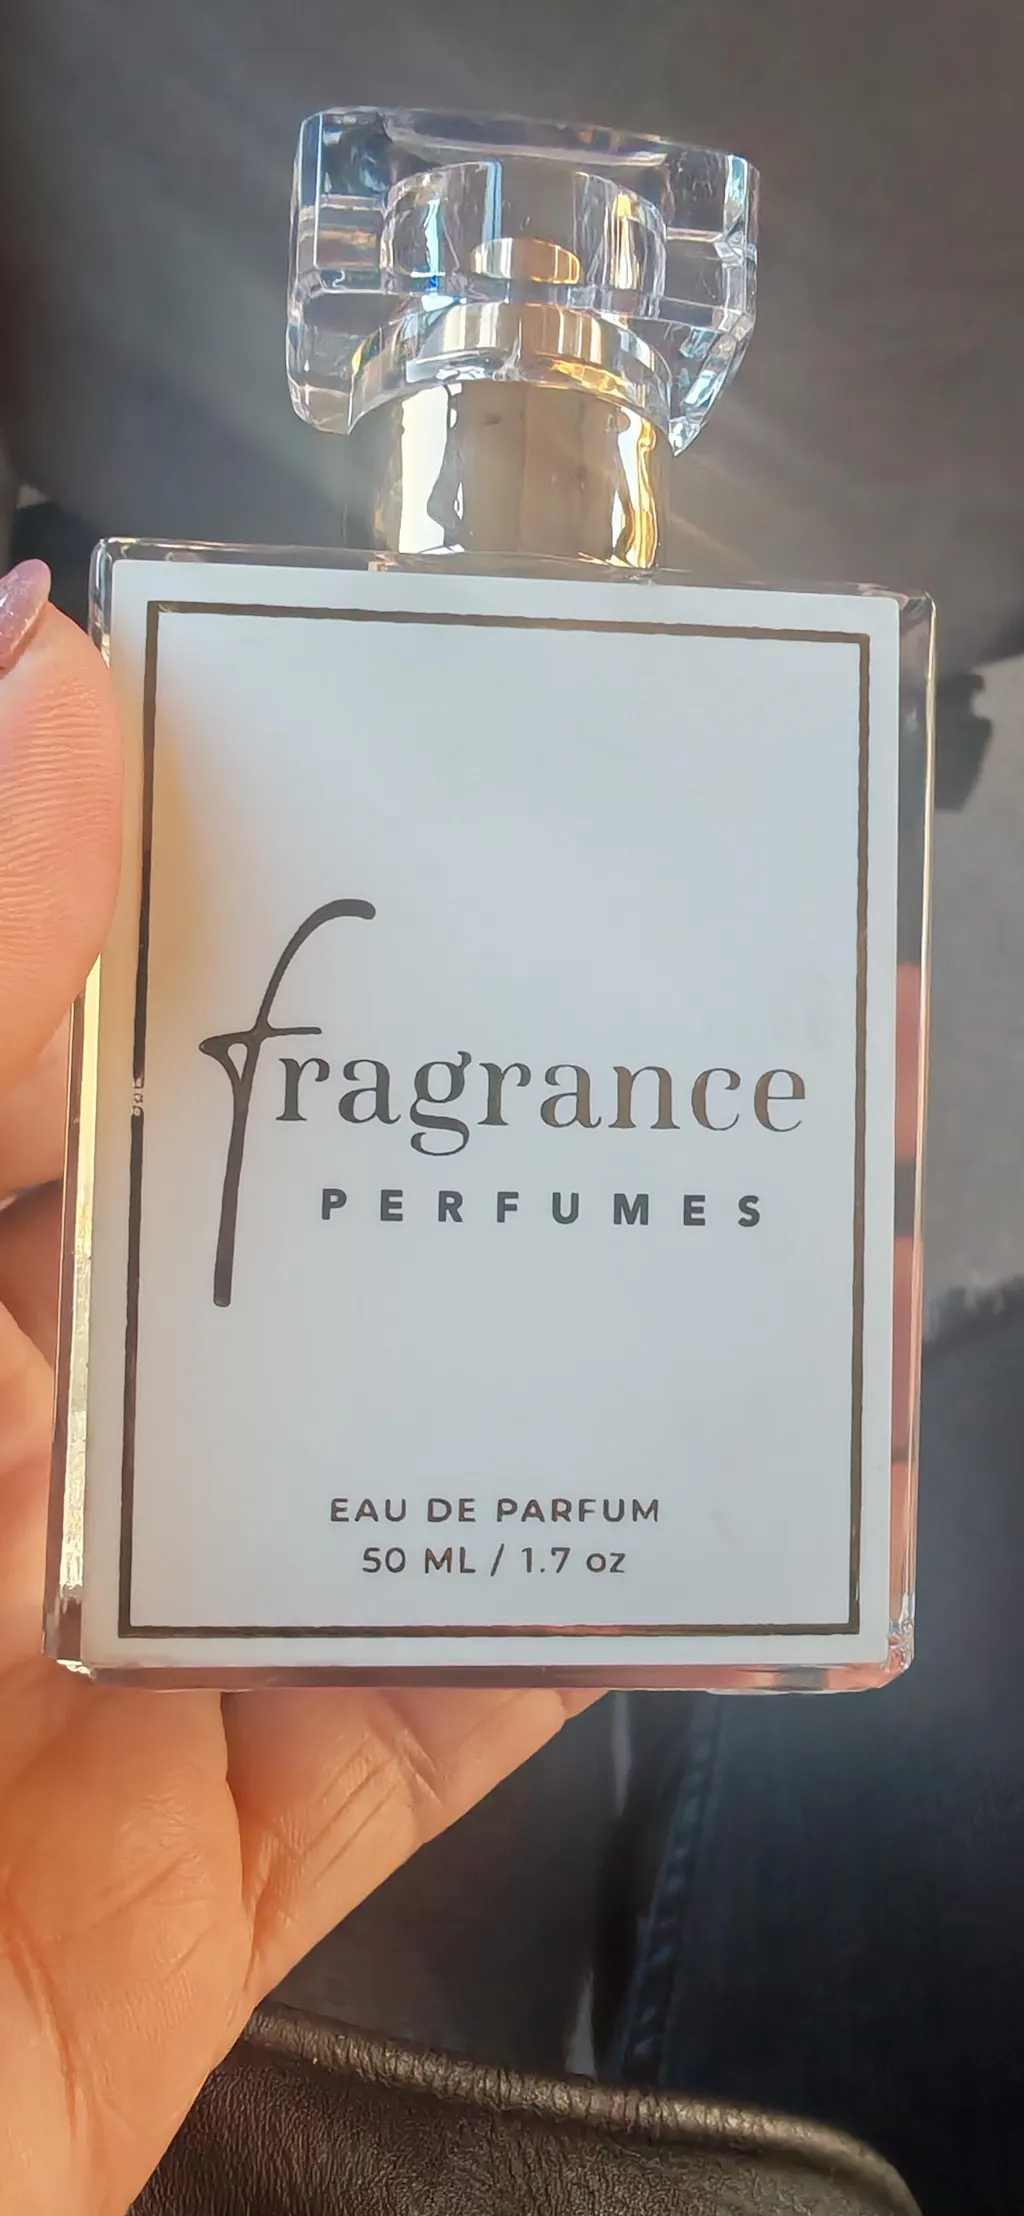 fragrance
PERFUMES
EAU DE PARFUM
50 ML / 1.7 oz